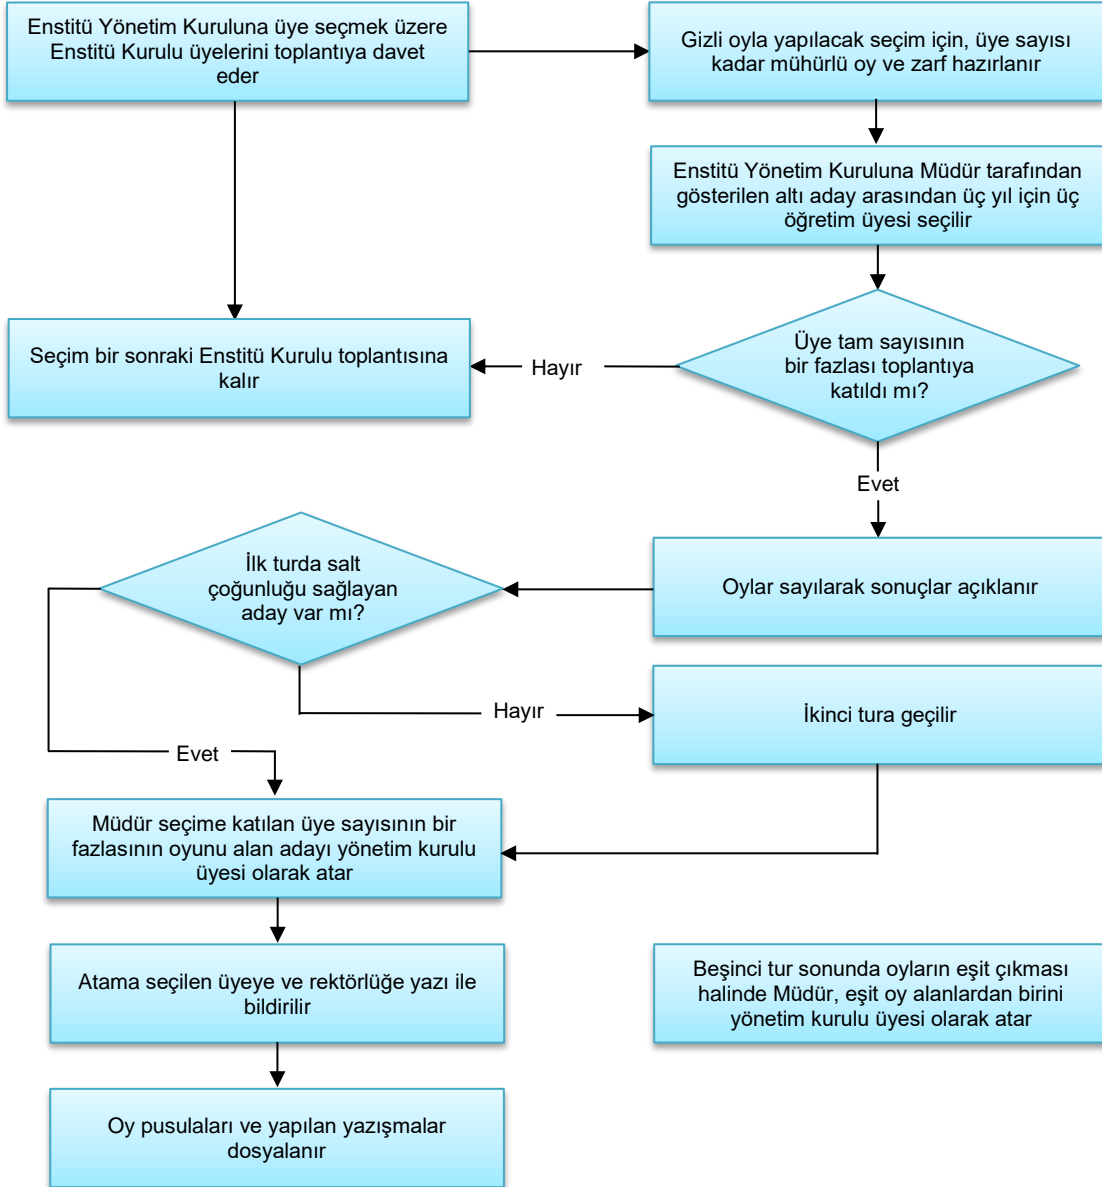 Enstitü Yönetim Kuruluna üye seçmek üzere
Enstitü Kurulu üyelerini toplantıya davet
eder
Gizli oyla yapılacak seçim için, üye sayısı
kadar mühürlü oy ve zarf hazırlanır
Enstitü Yönetim Kuruluna Müdür tarafından
gösterilen altı aday arasından üç yıl için üç
öğretim üyesi seçilir
Seçim bir sonraki Enstitü Kurulu toplantısına
kalır
Hayır
Üye tam sayısının
bir fazlası toplantıya
katıldı mı?
Evet
İlk turda salt
çoğunluğu sağlayan
aday var mı?
Oylar sayılarak sonuçlar açıklanır
Hayır
İkinci tura geçilir
Evet
Müdür seçime katılan üye sayısının bir
fazlasının oyunu alan adayı yönetim kurulu
üyesi olarak atar
Atama seçilen üyeye ve rektörlüğe yazı ile
bildirilir
Beşinci tur sonunda oyların eşit çıkması
halinde Müdür, eşit oy alanlardan birini
yönetim kurulu üyesi olarak atar
Oy pusulaları ve yapılan yazışmalar
dosyalanır